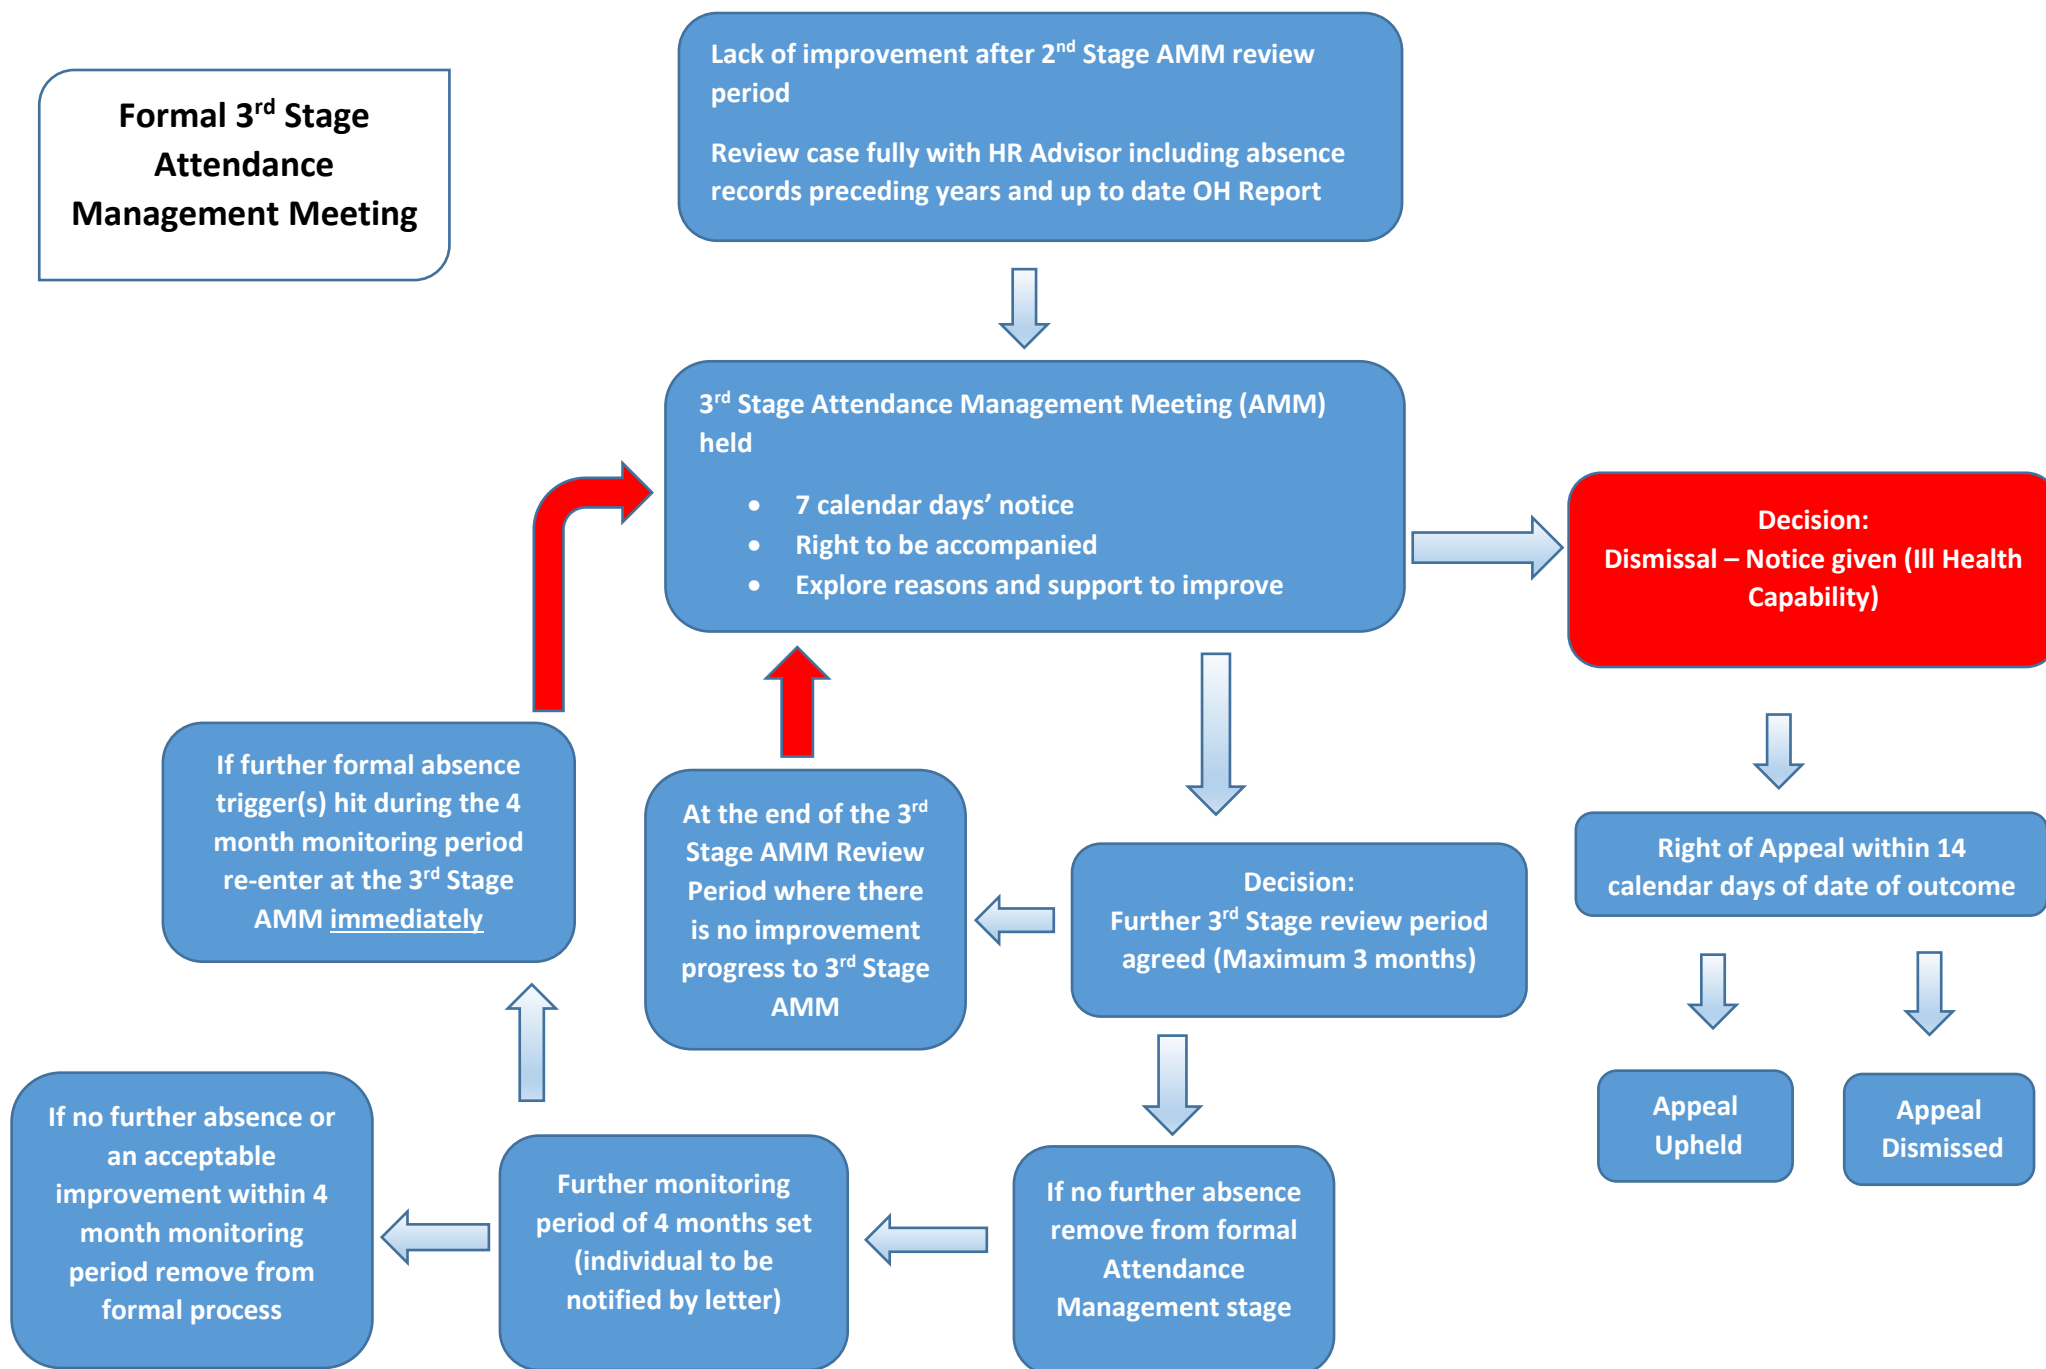 Formal 3rd Stage
Attendance
Management Meeting
Lack of improvement after 2nd Stage AMM review
period
Review case fully with HR Advisor including absence
records preceding years and up to date OH Report
3rd Stage Attendance Management Meeting (AMM)
held
• 7 calendar days’ notice
• Right to be accompanied
• Explore reasons and support to improve
Decision:
Dismissal – Notice given (Ill Health
Capability)
If further formal absence
trigger(s) hit during the 4
month monitoring period
re-enter at the 3rd Stage
AMM immediately
At the end of the 3rd
Stage AMM Review
Period where there
is no improvement
progress to 3rd Stage
AMM
Decision:
Further 3rd Stage review period
agreed (Maximum 3 months)
Right of Appeal within 14
calendar days of date of outcome
If no further absence or
an acceptable
improvement within 4
month monitoring
period remove from
formal process
Further monitoring
period of 4 months set
(individual to be
notified by letter)
If no further absence
remove from formal
Attendance
Management stage
Appeal
Upheld
Appeal
Dismissed